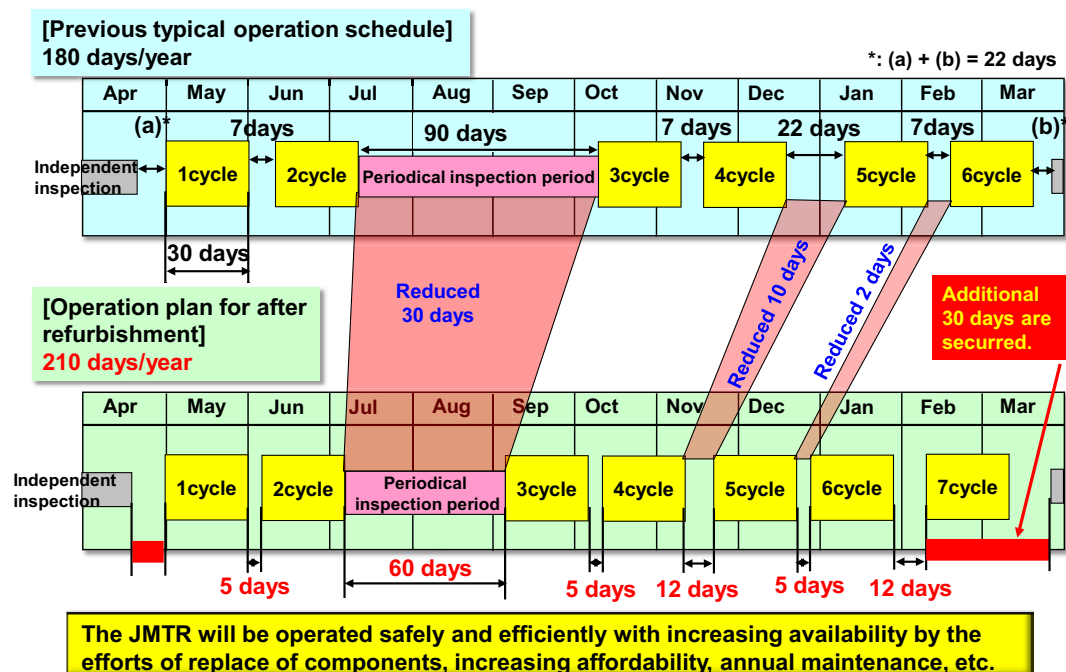 [Previous typical operation schedule]
180 days/year
*: (a) + (b) = 22 days
Apr May Jun Jul Aug Sep Oct Nov Dec Jan Feb Mar
(a)* 7days 90 days 7 days 22 days 7days (b)*
Independent
inspection
1cycle 2cycle Periodical inspection period 3cycle 4cycle 5cycle 6cycle
30 days
[Operation plan for after
refurbishment]
210 days/year
Reduced
30 days
Reduced 10 days
Reduced 2 days
Additional
30 days are
securred.
Apr May Jun Jul Aug Sep Oct Nov Dec Jan Feb Mar
Independent
inspection
1cycle 2cycle Periodical
inspection period 3cycle 4cycle 5cycle 6cycle 7cycle
5 days 60 days 5 days 12 days 5 days 12 days
The JMTR will be operated safely and efficiently with increasing availability by the
efforts of replace of components, increasing affordability, annual maintenance, etc.